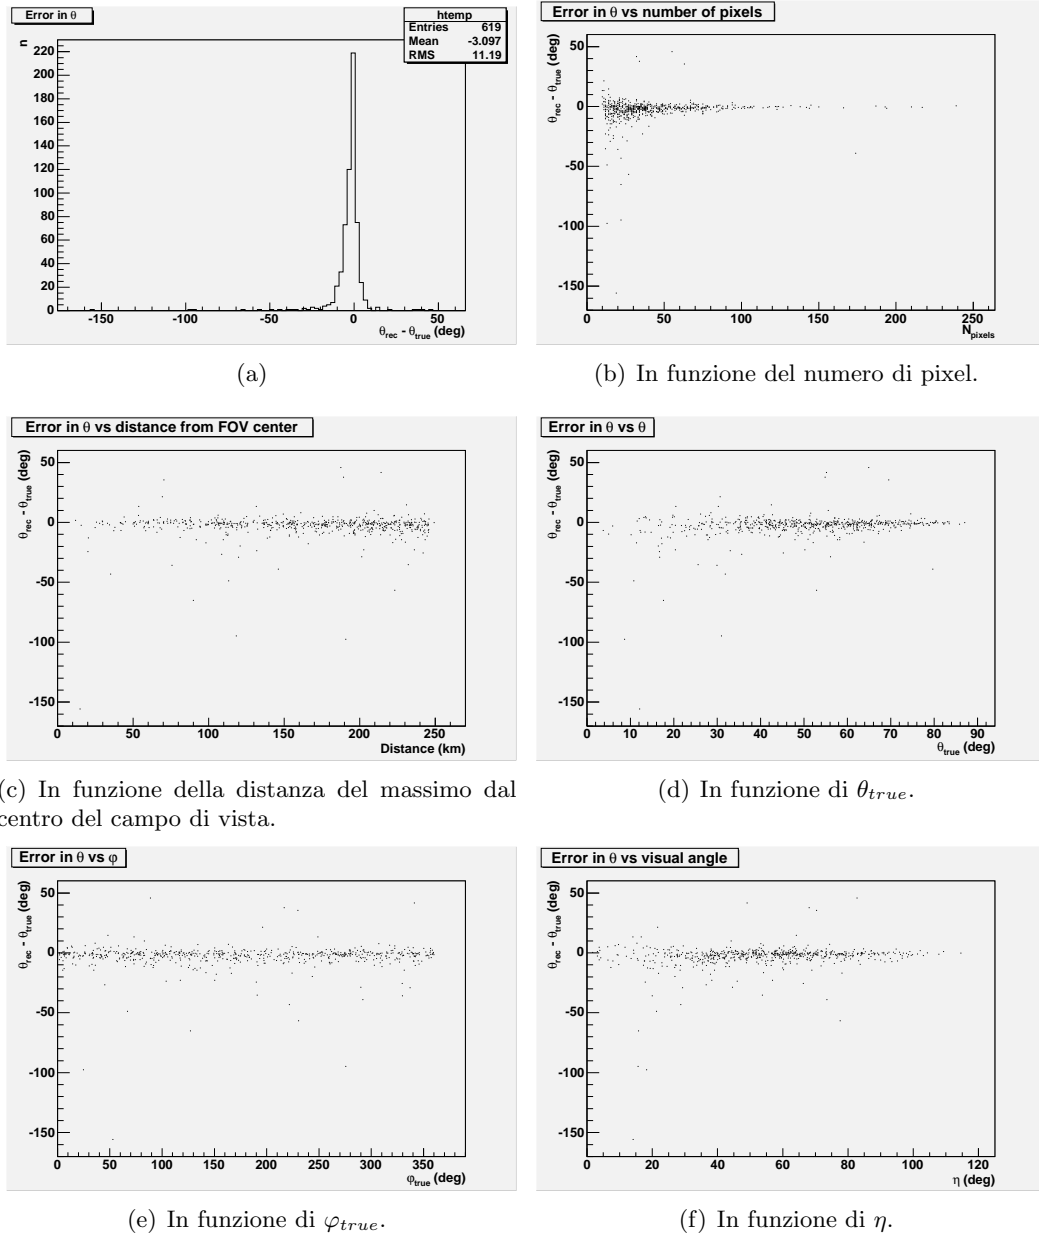 Error in θ
htemp
Entries 619
Mean -3.097
RMS 11.19
n
220
200
180
160
140
120
100
80
60
40
20
0
-150 -100 -50 0 50
θrec - θtrue (deg)
(a)
Error in θ vs number of pixels
θrec - θtrue (deg)
50
0
-50
-100
-150
0 50 100 150 200 250
Npixels
(b) In funzione del numero di pixel.
Error in θ vs distance from FOV center
θrec - θtrue (deg)
50
0
-50
-100
-150
0 50 100 150 200 250
Distance (km)
(c) In funzione della distanza del massimo dal
centro del campo di vista.
Error in θ vs θ
θrec - θtrue (deg)
50
0
-50
-100
-150
0 10 20 30 40 50 60 70 80 90
θtrue (deg)
(d) In funzione di θtrue.
Error in θ vs φ
θrec - θtrue (deg)
50
0
-50
-100
-150
0 50 100 150 200 250 300 350
φtrue (deg)
(e) In funzione di φtrue.
Error in θ vs visual angle
θrec - θtrue (deg)
50
0
-50
-100
-150
0 20 40 60 80 100 120
η (deg)
(f) In funzione di η.